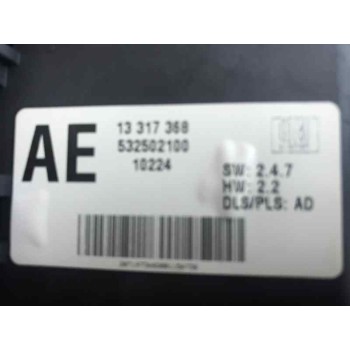 AE
13 317 368
532502100
10224
SW: 2.4.7
HW: 2.2
DLS/PLS: AD